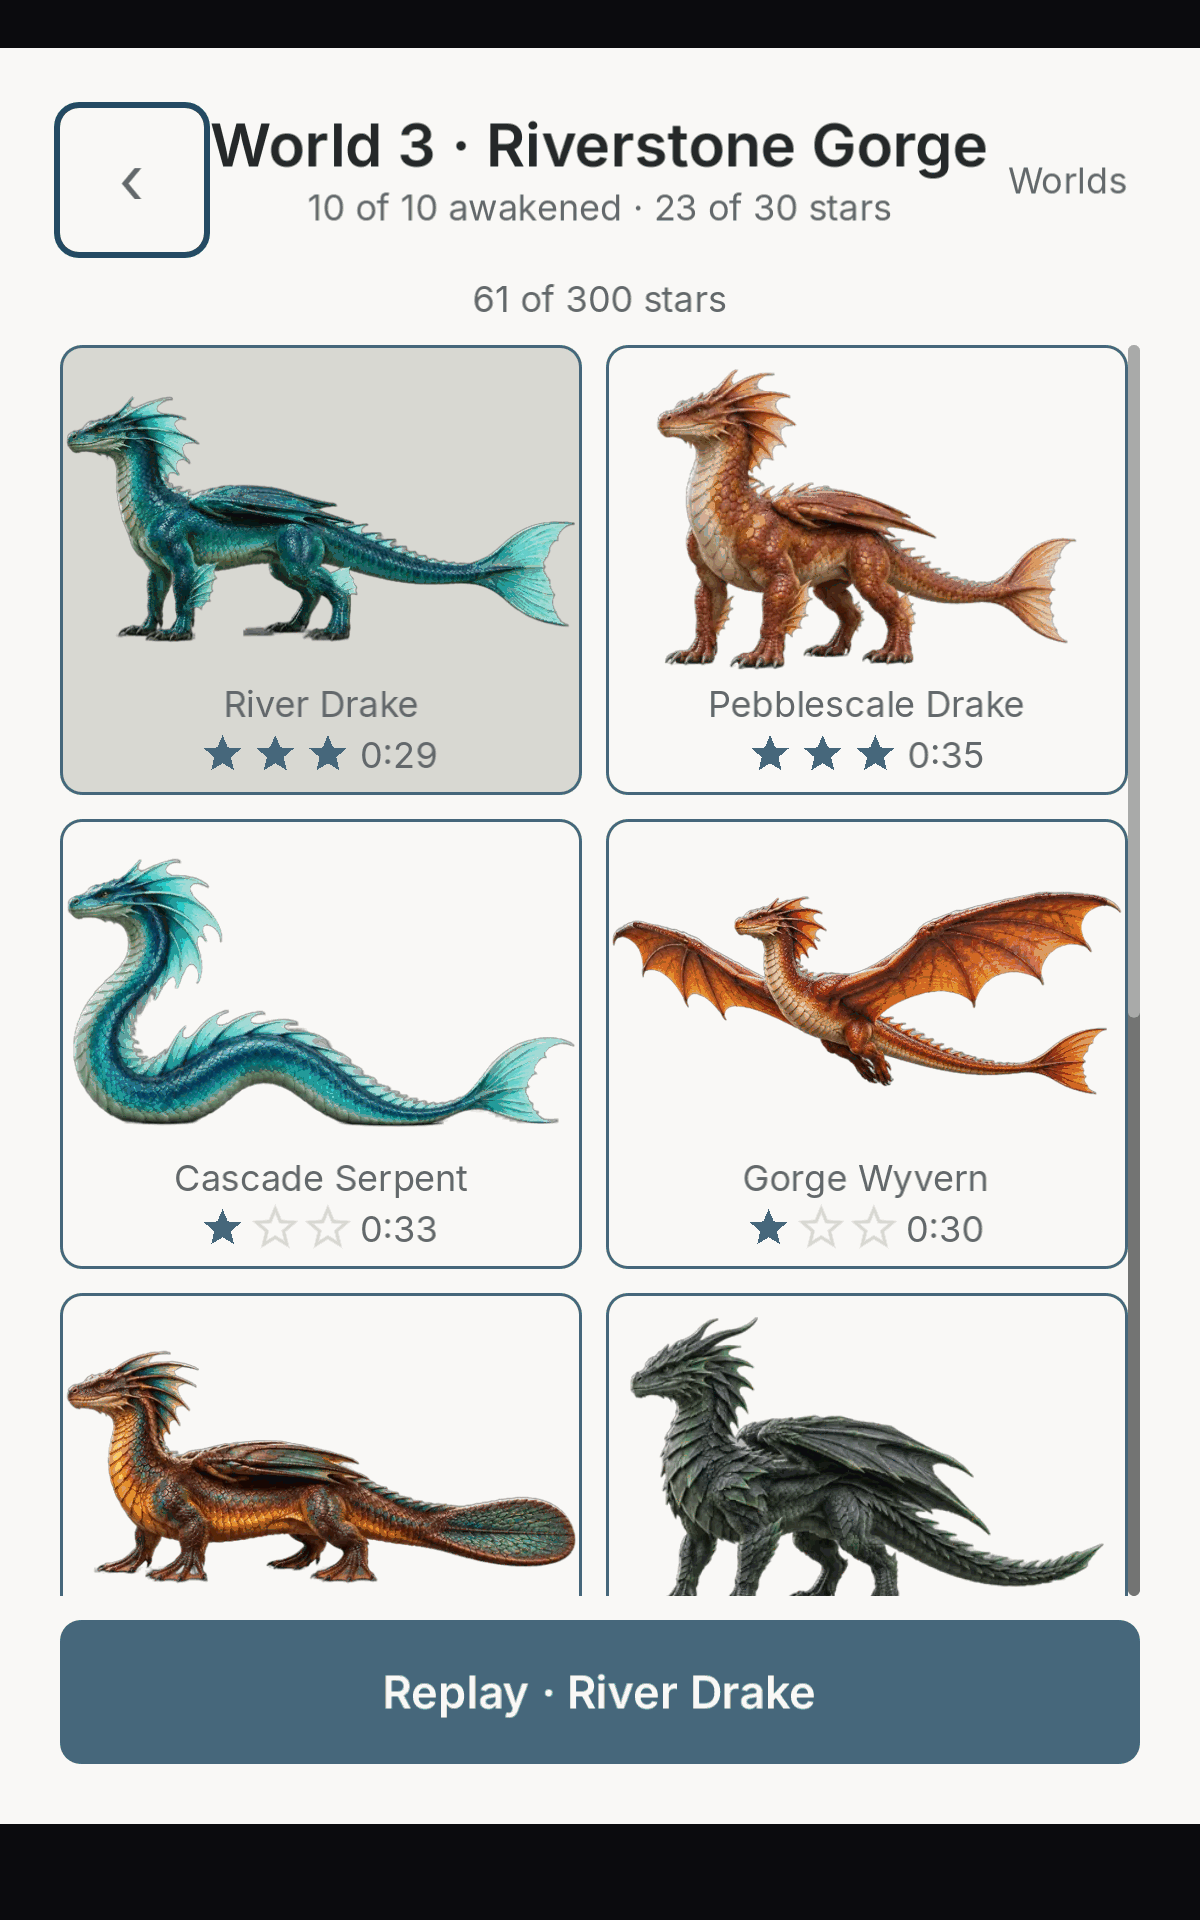 ‹
World 3 · Riverstone Gorge
10 of 10 awakened · 23 of 30 stars
Worlds
61 of 300 stars
River Drake
0:29
Pebblescale Drake
0:35
Cascade Serpent
0:33
Gorge Wyvern
0:30
Replay · River Drake